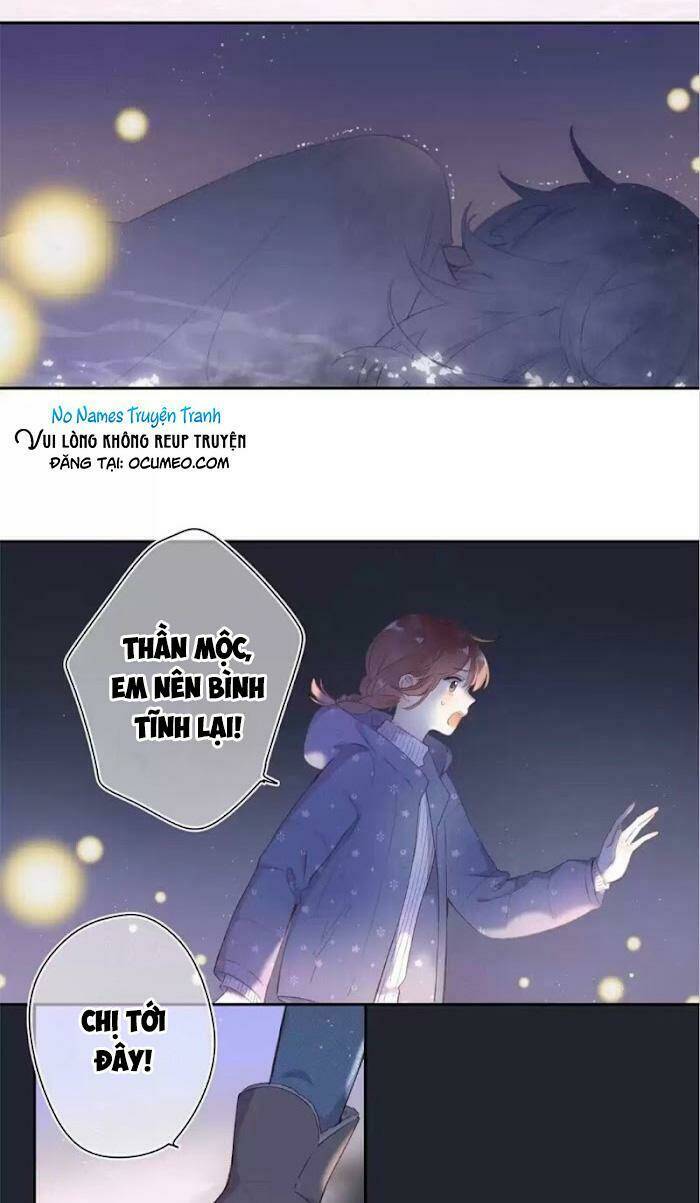 No Names Truyện Tranh
Vui lòng không reup truyện
Đăng tại: ocumeo.com
THẦN MỘC,
EM NÊN BÌNH
TĨNH LẠI!
CHỊ TỚI
ĐÂY!